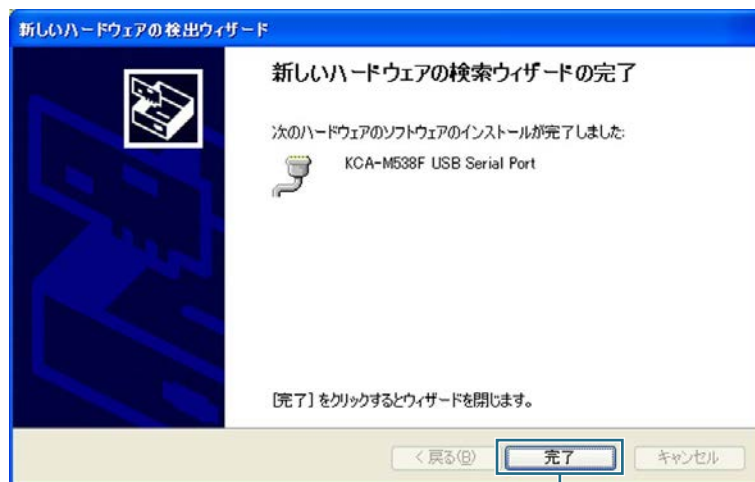 新しいハードウェアの検出ウィザード
新しいハードウェアの検索ウィザードの完了
次のハードウェアのソフトウェアのインストールが完了しました:
KCA-M538F USB Serial Port
[完了] をクリックするとウィザードを閉じます。
< 戻る(B)
完了
キャンセル